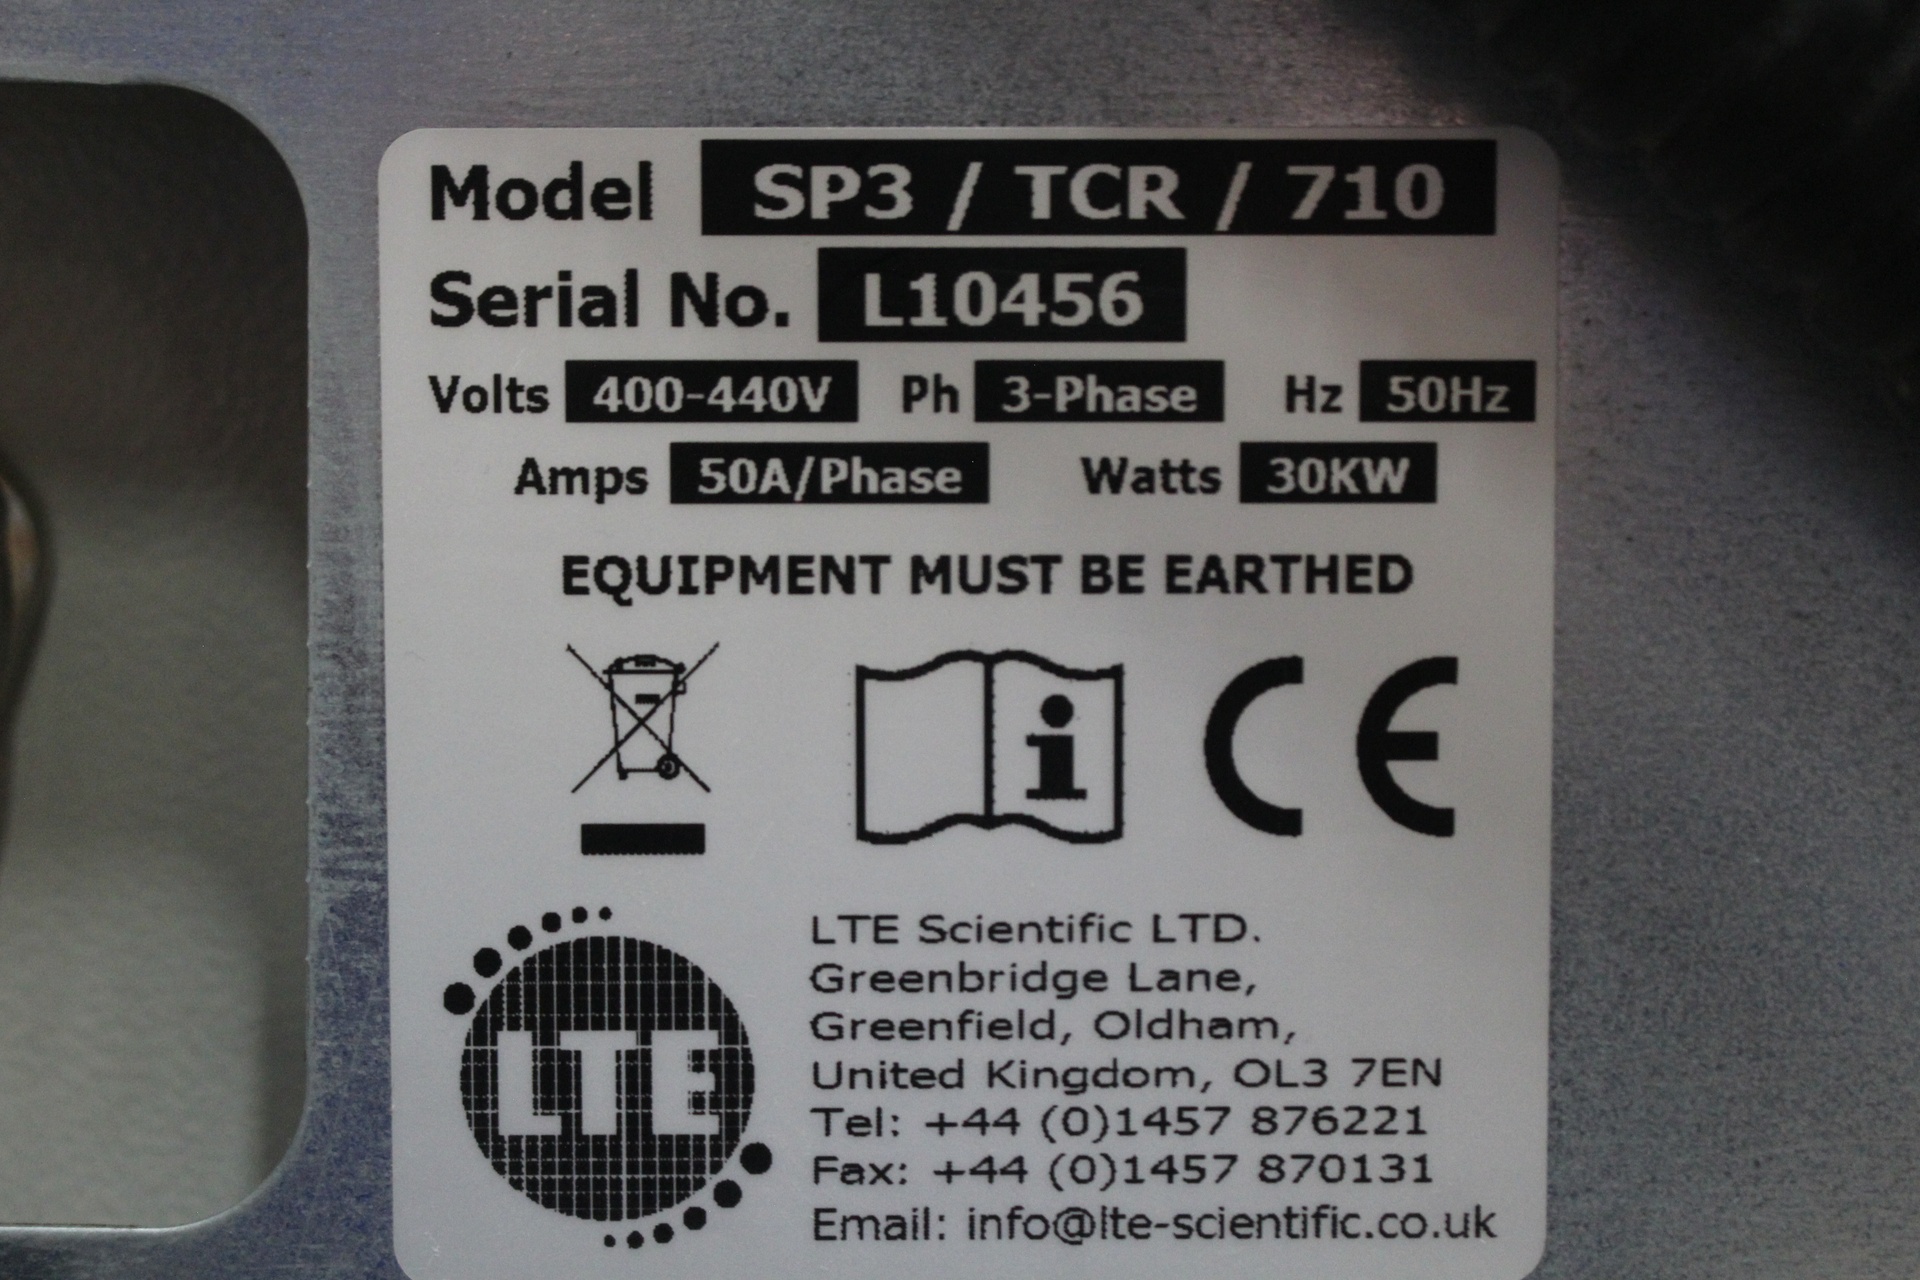 Model SP3 / TCR / 710
Serial No. L10456
Volts 400-440V Ph 3-Phase Hz 50Hz
Amps 50A/Phase Watts 30KW
EQUIPMENT MUST BE EARTHED
i
CE
LTE
LTE Scientific LTD.
Greenbridge Lane,
Greenfield, Oldham,
United Kingdom, OL3 7EN
Tel: +44 (0)1457 876221
Fax: +44 (0)1457 870131
Email: info@lte-scientific.co.uk